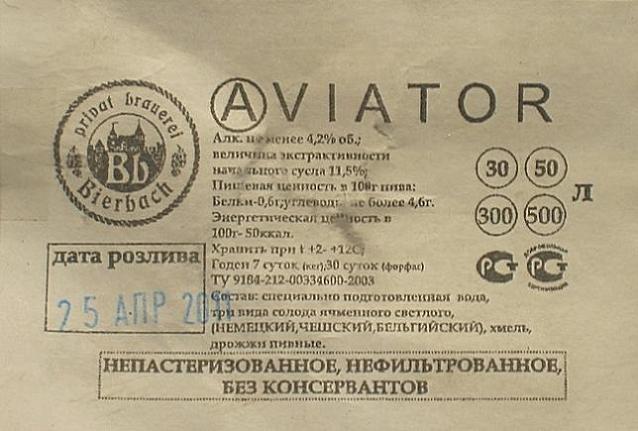 privat brauerei
Bb
Bierbach
AVIATOR
Алк. не менее 4,2% об.;
величина экстрактивности
начального сусла 11,5%;
Пищевая ценность в 100г пива:
Белки-0,6г;углеводы не более 4,6г.
Энергетическая ценность в
100г- 50ккал.
Хранить при t +2- +12С;
Годен 7 суток (кег),30 суток (форфас)
ТУ 9184-212-00334600-2003
Состав: специально подготовленная вода,
три вида солода ячменного светлого,
(НЕМЕЦКИЙ,ЧЕШСКИЙ,БЕЛЬГИЙСКИЙ), хмель,
дрожжи пивные.
30 50
300 500
л
дата розлива
25 АПР
НЕПАСТЕРИЗОВАННОЕ, НЕФИЛЬТРОВАННОЕ,
БЕЗ КОНСЕРВАНТОВ